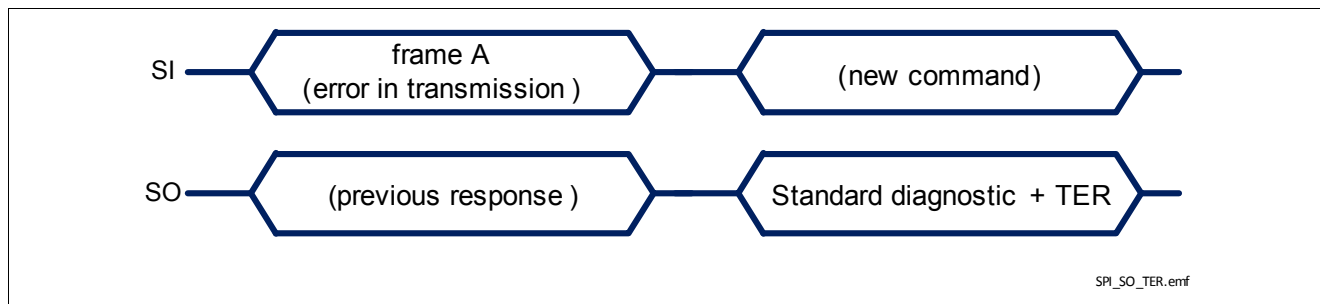 SI
frame A
(error in transmission )
(new command)
SO
(previous response )
Standard diagnostic + TER
SPI_SO_TER.emf